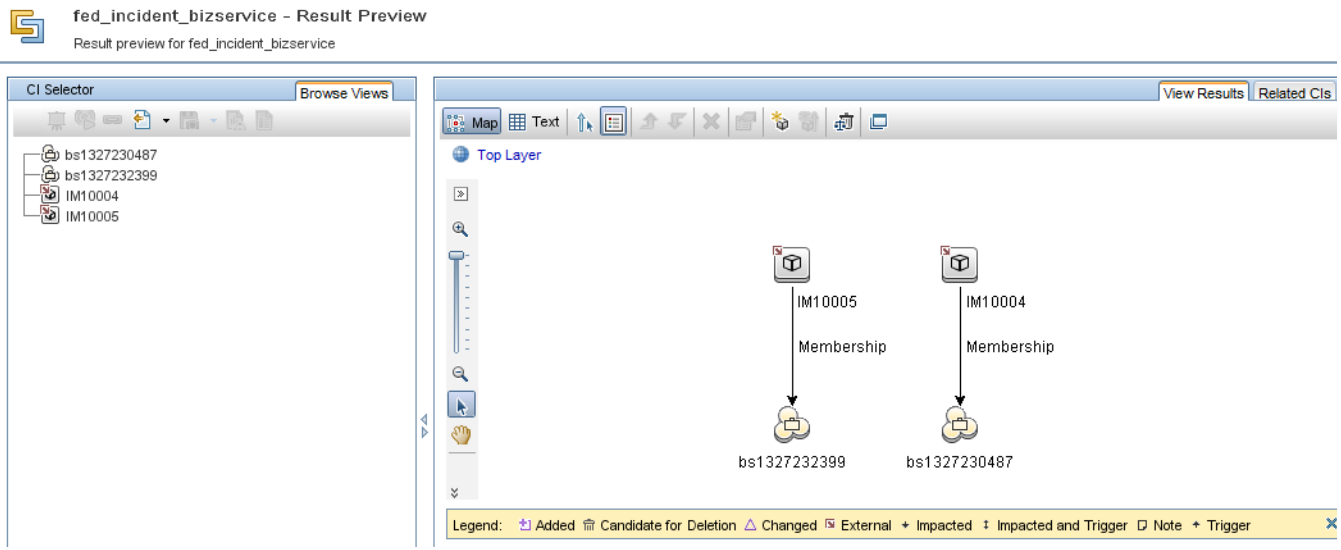 fed_incident_bizservice - Result Preview
Result preview for fed_incident_bizservice
CI Selector
Browse Views
bs1327230487
bs1327232399
IM10004
IM10005
View Results
Related CIs
Map
Text
Top Layer
IM10005
IM10004
Membership
Membership
bs1327232399
bs1327230487
Legend: Added Candidate for Deletion Changed External Impacted Impacted and Trigger Note Trigger